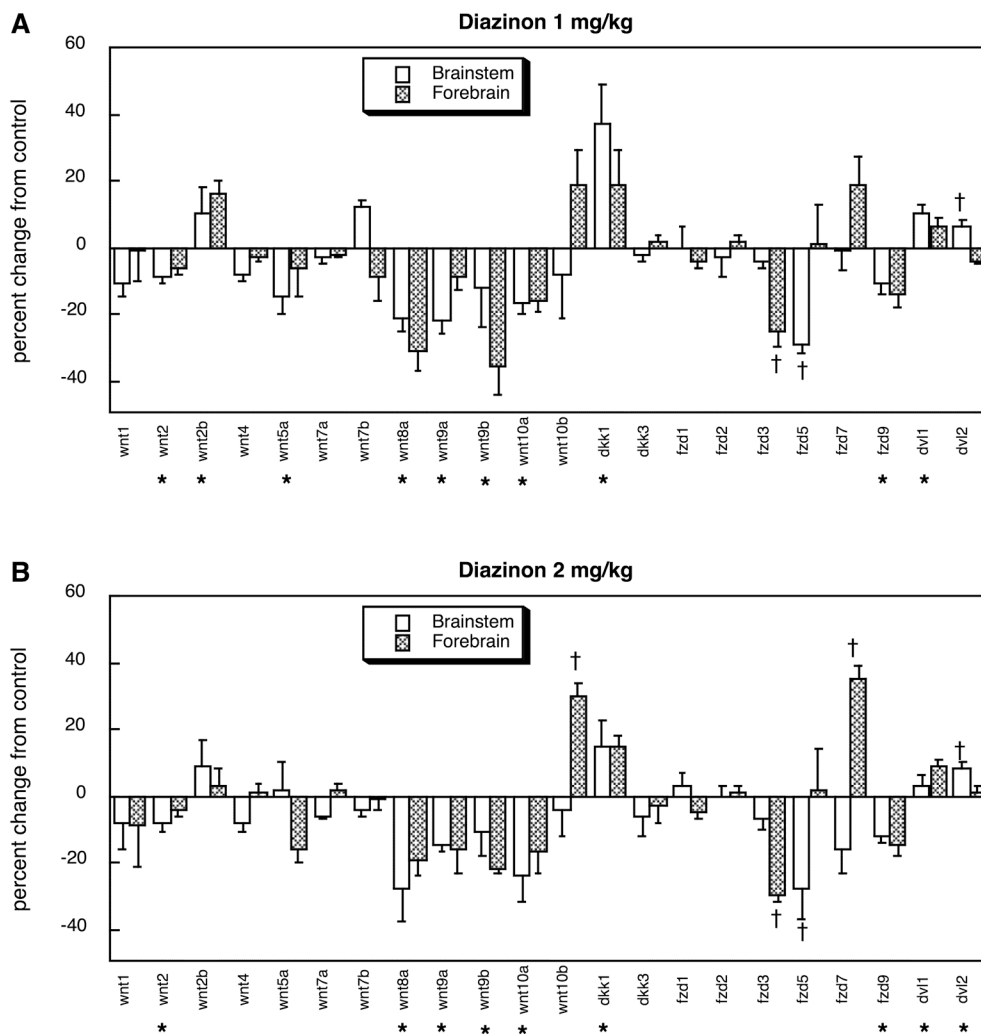 A
Diazinon 1 mg/kg
60
40
20
0
-20
-40
percent change from control
Brainstem
Forebrain
†
† †
wnt1 wnt2 wnt2b wnt4 wnt5a wnt7a wnt7b wnt8a wnt9a wnt9b wnt10a wnt10b dkk1 dkk3 fzd1 fzd2 fzd3 fzd5 fzd7 fzd9 dvl1 dvl2
* * * * * * * * * *
B
Diazinon 2 mg/kg
60
40
20
0
-20
-40
percent change from control
Brainstem
Forebrain
† † †
† †
wnt1 wnt2 wnt2b wnt4 wnt5a wnt7a wnt7b wnt8a wnt9a wnt9b wnt10a wnt10b dkk1 dkk3 fzd1 fzd2 fzd3 fzd5 fzd7 fzd9 dvl1 dvl2
* * * * * * * * *